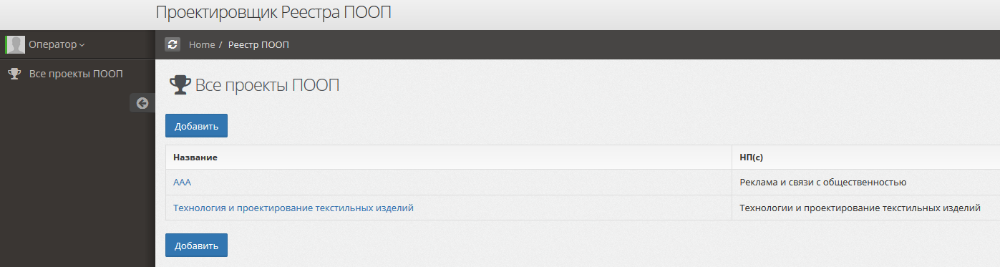 Проектировщик Реестра ПООП
Оператор
Home / Реестр ПООП
Все проекты ПООП
Все проекты ПООП
Добавить
Название НП(с)
ААА Реклама и связи с общественностью
Технология и проектирование текстильных изделий Технологии и проектирование текстильных изделий
Добавить